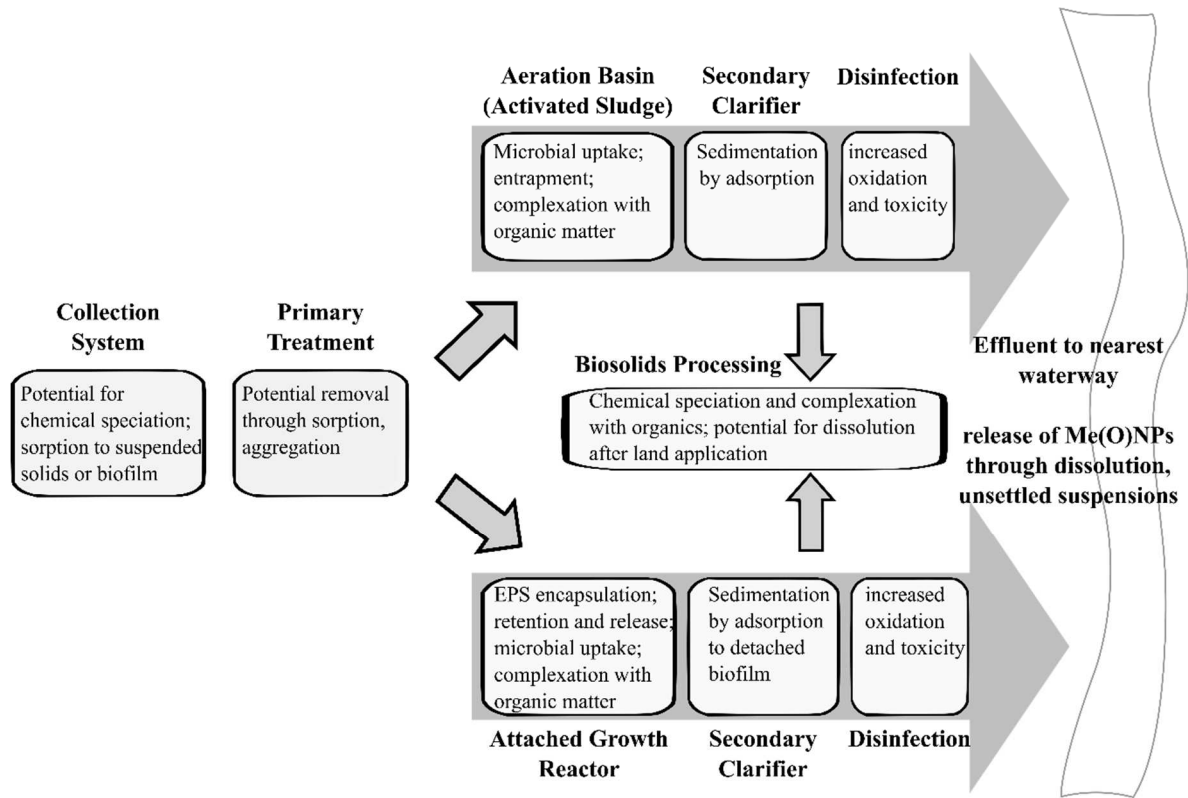 Aeration Basin
(Activated Sludge)
Secondary
Clarifier
Disinfection
Microbial uptake;
entrapment;
complexation with
organic matter
Sedimentation
by adsorption
increased
oxidation
and toxicity
Collection
System
Potential for
chemical speciation;
sorption to suspended
solids or biofilm
Primary
Treatment
Potential removal
through sorption,
aggregation
Biosolids Processing
Chemical speciation and complexation
with organics; potential for dissolution
after land application
Effluent to nearest
waterway
release of Me(O)NPs
through dissolution,
unsettled suspensions
EPS encapsulation;
retention and release;
microbial uptake;
complexation with
organic matter
Sedimentation
by adsorption
to detached
biofilm
increased
oxidation
and toxicity
Attached Growth
Reactor
Secondary
Clarifier
Disinfection